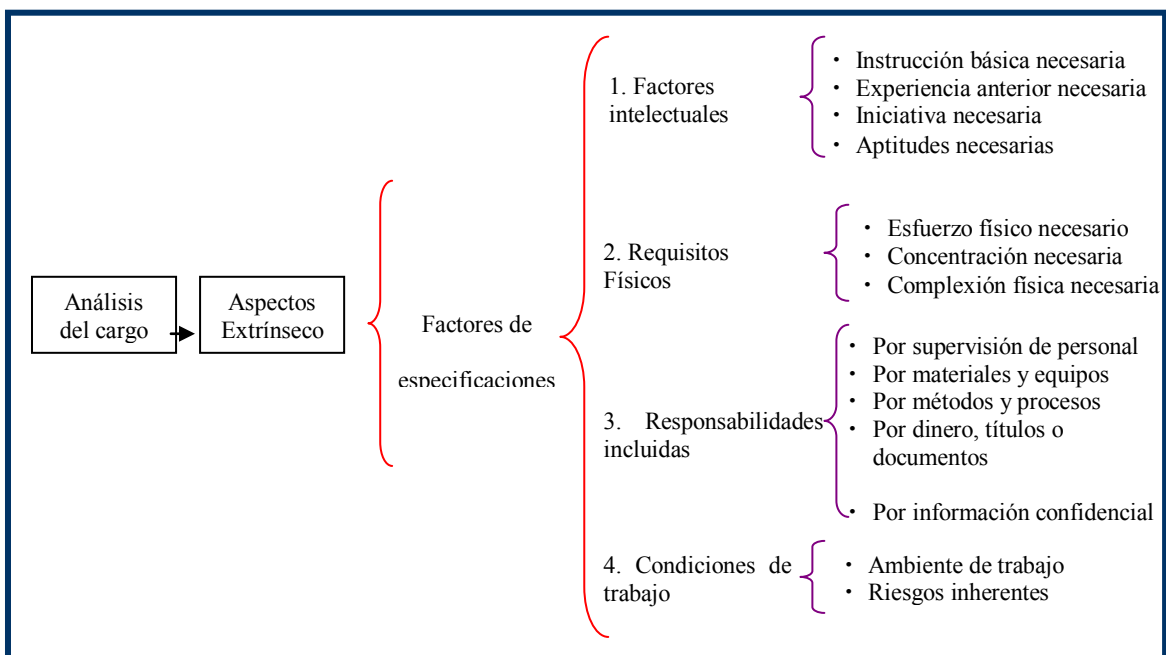 Análisis
del cargo
Aspectos
Extrínseco
Factores de
especificaciones
1. Factores
intelectuales
• Instrucción básica necesaria
• Experiencia anterior necesaria
• Iniciativa necesaria
• Aptitudes necesarias
2. Requisitos
Físicos
• Esfuerzo físico necesario
• Concentración necesaria
• Complexión física necesaria
3. Responsabilidades
incluidas
• Por supervisión de personal
• Por materiales y equipos
• Por métodos y procesos
• Por dinero, títulos o
documentos
• Por información confidencial
4. Condiciones de
trabajo
• Ambiente de trabajo
• Riesgos inherentes